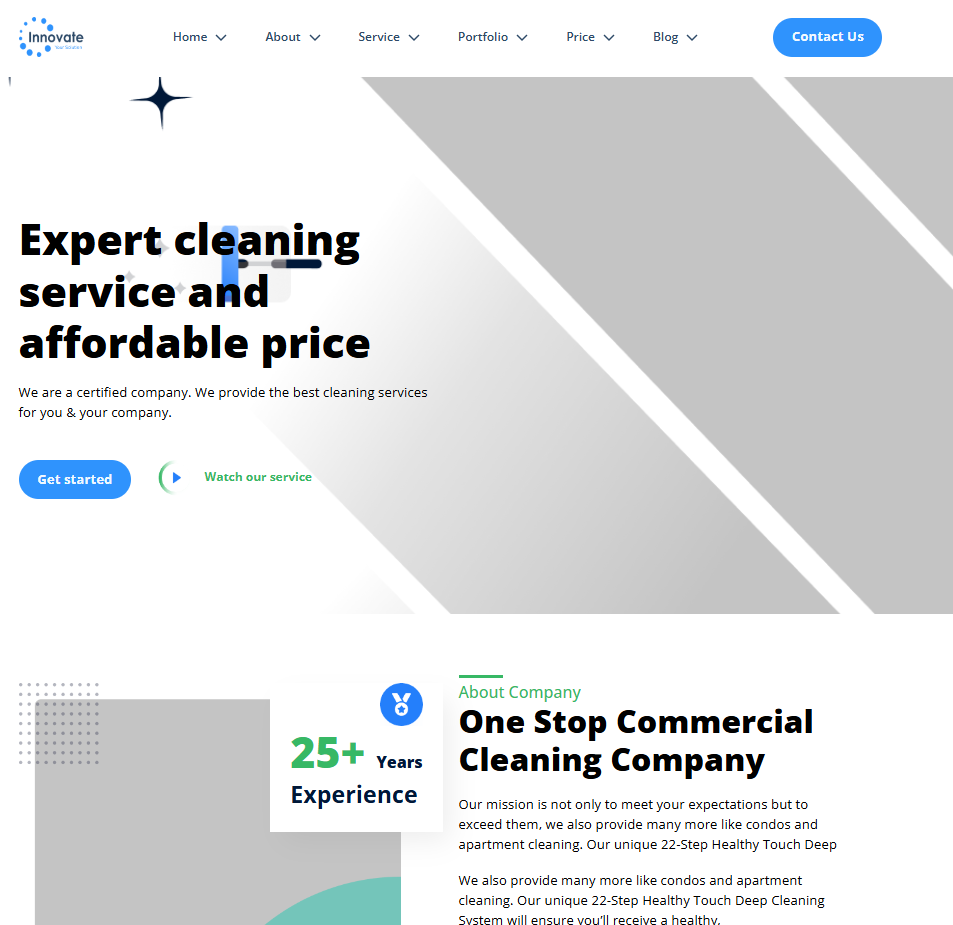 Innovate
Your Solution
Home
About
Service
Portfolio
Price
Blog
Contact Us
Expert cleaning
service and
affordable price
We are a certified company. We provide the best cleaning services
for you & your company.
Get started
Watch our service
25+ Years
Experience
About Company
One Stop Commercial
Cleaning Company
Our mission is not only to meet your expectations but to
exceed them, we also provide many more like condos and
apartment cleaning. Our unique 22-Step Healthy Touch Deep
We also provide many more like condos and apartment
cleaning. Our unique 22-Step Healthy Touch Deep Cleaning
System will ensure you’ll receive a healthy.